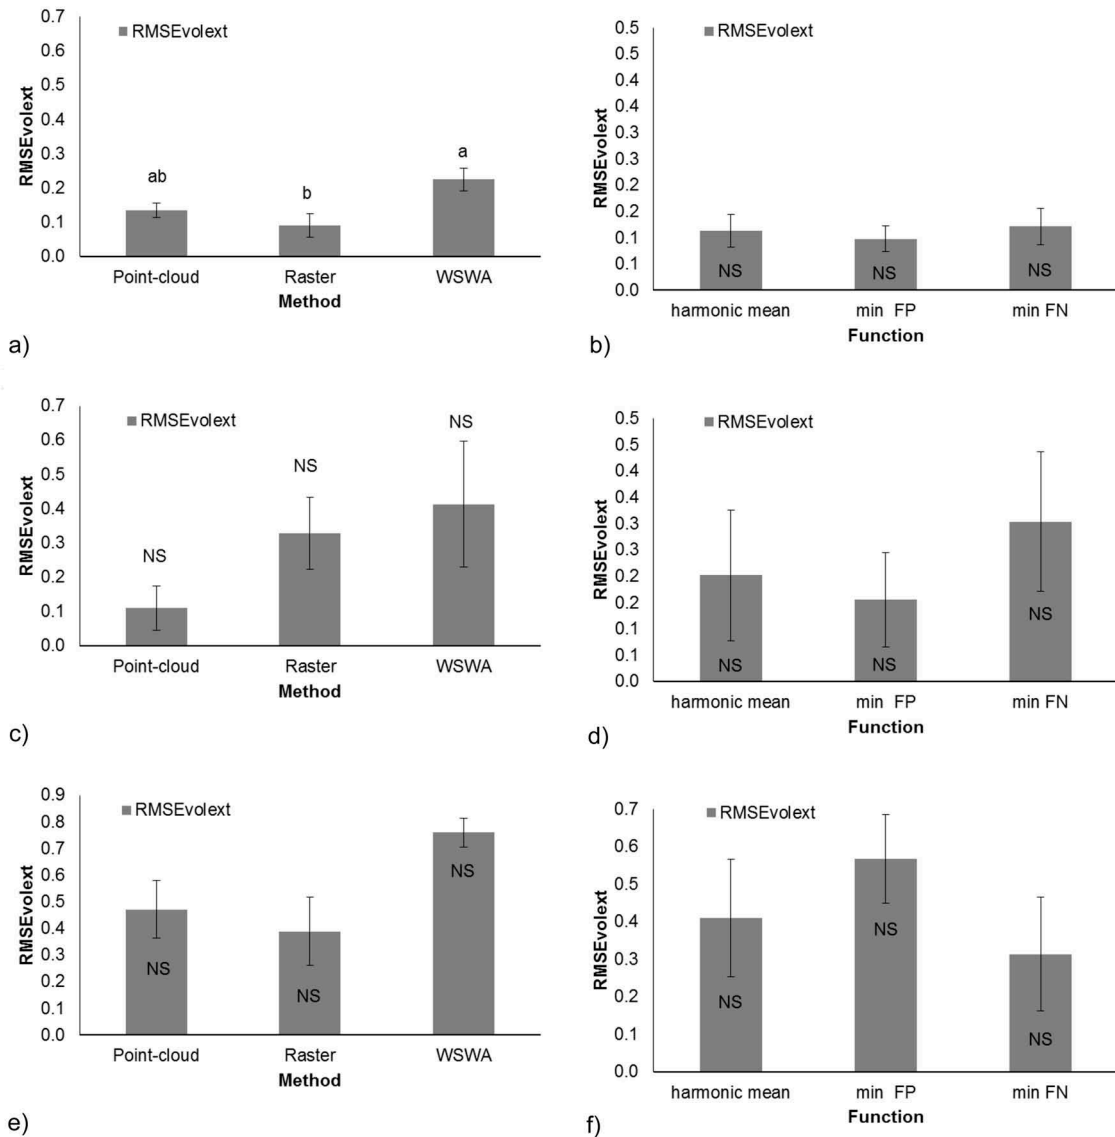 RMSEvolext
0.7
0.6
0.5
0.4
0.3
0.2
0.1
0.0
RMSEvolext
ab
b
a
Point-cloud
Raster
WSWA
Method
a)
RMSEvolext
0.5
0.5
0.4
0.4
0.3
0.3
0.2
0.2
0.1
0.1
0.0
RMSEvolext
NS
NS
NS
harmonic mean
min FP
min FN
Function
b)
RMSEvolext
0.7
0.6
0.5
0.4
0.3
0.2
0.1
0.0
RMSEvolext
NS
NS
NS
Point-cloud
Raster
WSWA
Method
c)
RMSEvolext
0.5
0.5
0.4
0.4
0.3
0.3
0.2
0.2
0.1
0.1
0.0
RMSEvolext
NS
NS
NS
harmonic mean
min FP
min FN
Function
d)
RMSEvolext
0.9
0.8
0.7
0.6
0.5
0.4
0.3
0.2
0.1
0.0
RMSEvolext
NS
NS
NS
Point-cloud
Raster
WSWA
Method
e)
RMSEvolext
0.7
0.6
0.5
0.4
0.3
0.2
0.1
0.0
RMSEvolext
NS
NS
NS
harmonic mean
min FP
min FN
Function
f)